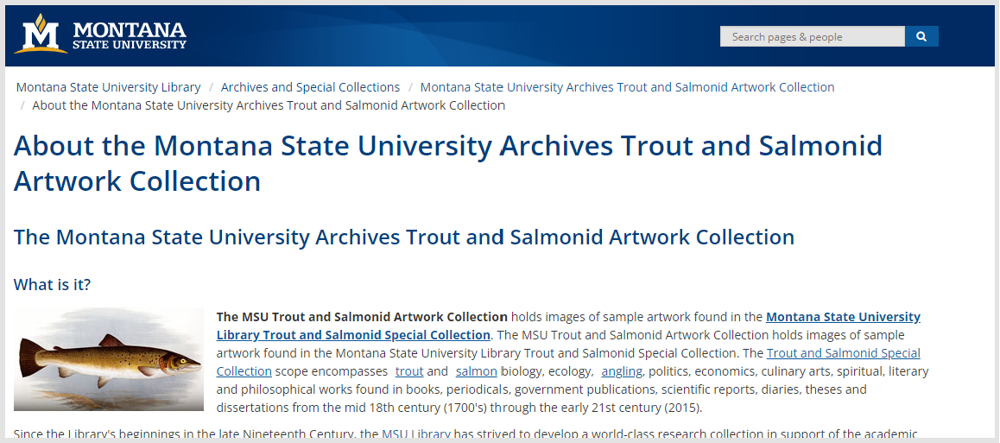 MONTANA
STATE UNIVERSITY
Search pages & people
Montana State University Library / Archives and Special Collections / Montana State University Archives Trout and Salmonid Artwork Collection
/ About the Montana State University Archives Trout and Salmonid Artwork Collection
About the Montana State University Archives Trout and Salmonid
Artwork Collection
The Montana State University Archives Trout and Salmonid Artwork Collection
What is it?
The MSU Trout and Salmonid Artwork Collection holds images of sample artwork found in the Montana State University
Library Trout and Salmonid Special Collection. The MSU Trout and Salmonid Artwork Collection holds images of sample
artwork found in the Montana State University Library Trout and Salmonid Special Collection. The Trout and Salmonid Special
Collection scope encompasses trout and salmon biology, ecology, angling, politics, economics, culinary arts, spiritual, literary
and philosophical works found in books, periodicals, government publications, scientific reports, diaries, theses and
dissertations from the mid 18th century (1700's) through the early 21st century (2015).
Since the Library's beginnings in the late Nineteenth Century, the MSU Library has strived to develop a world-class research collection in support of the academic